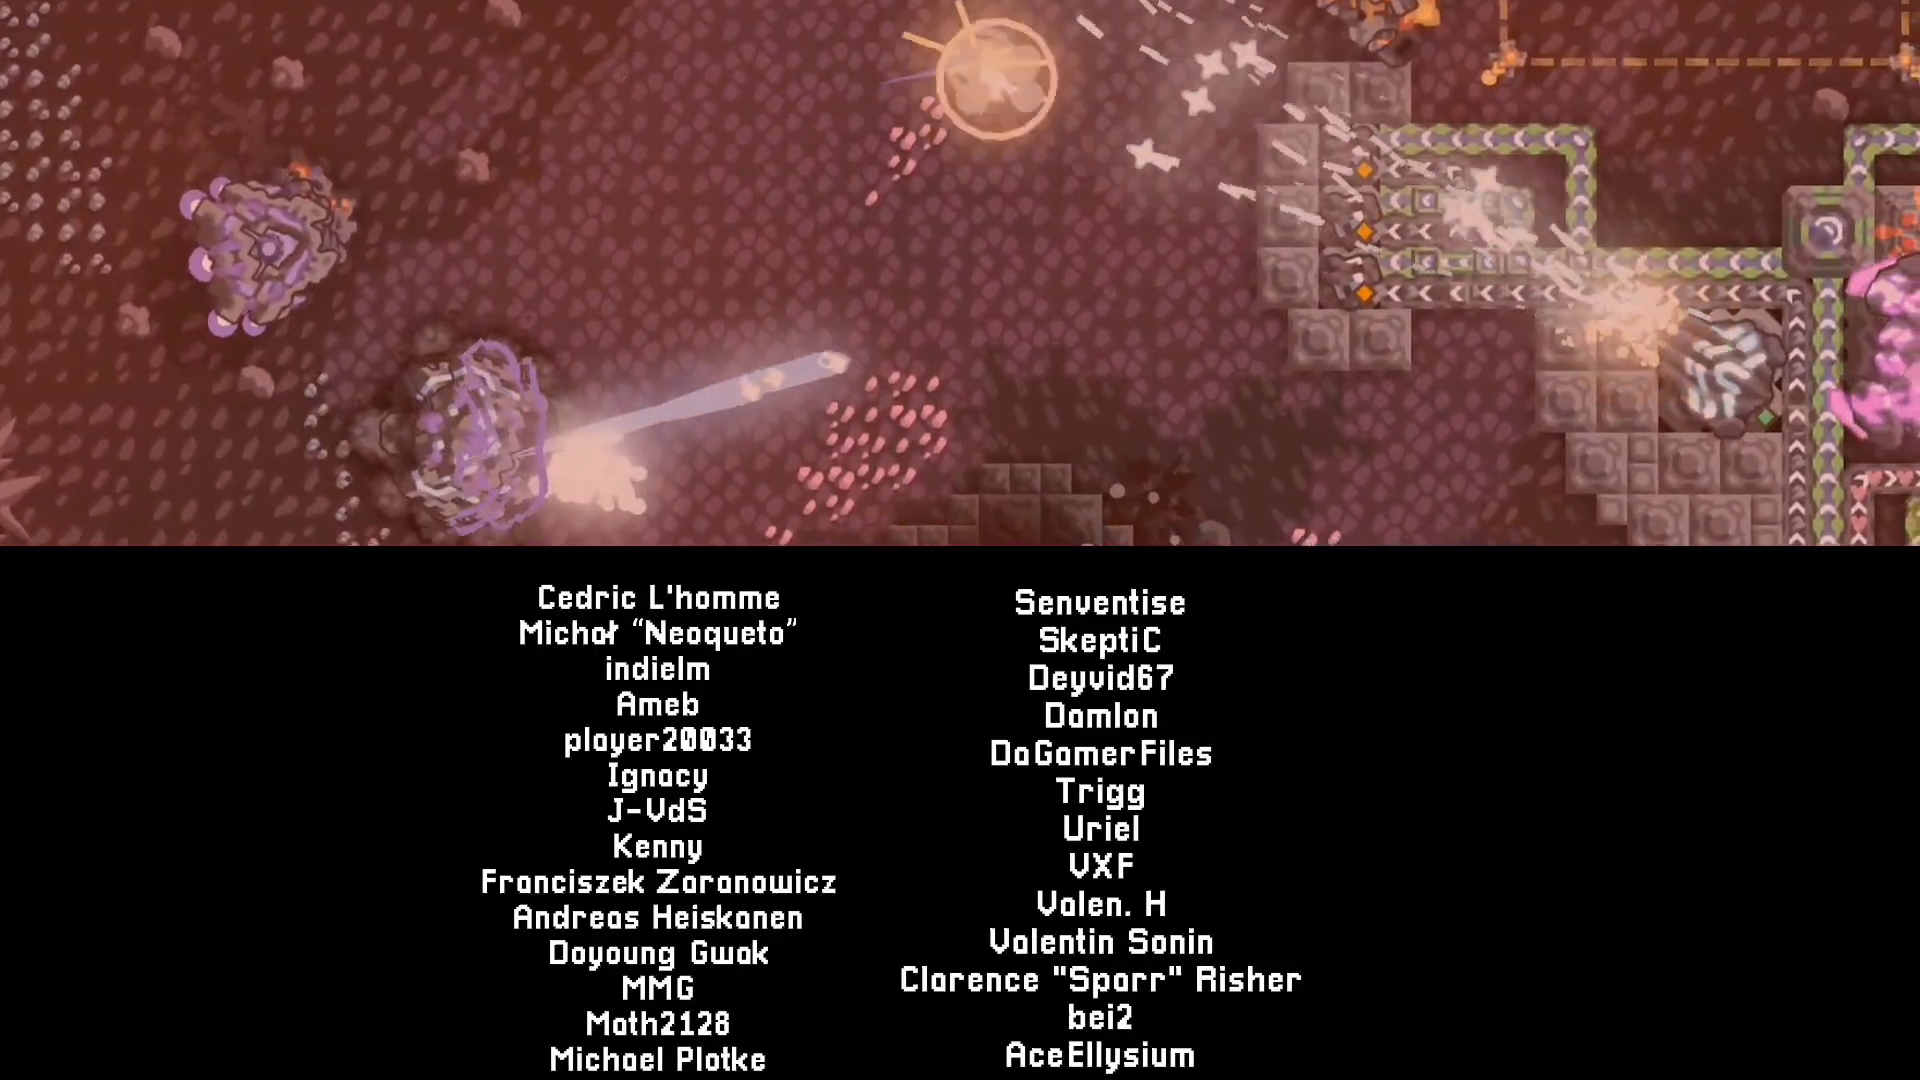 Cedric L'homme
Michał “Neoqueto”
indielm
Ameb
player20033
Ignacy
J-VdS
Kenny
Franciszek Zaranowicz
Andreas Heiskanen
Doyoung Gwak
MMG
Math2128
Michael Plotke
Senventise
SkeptiC
Deyvid67
Damlon
DaGamerFiles
Trigg
Uriel
VXF
Valen. H
Valentin Sonin
Clarence "Sparr" Risher
bei2
AceEllysium